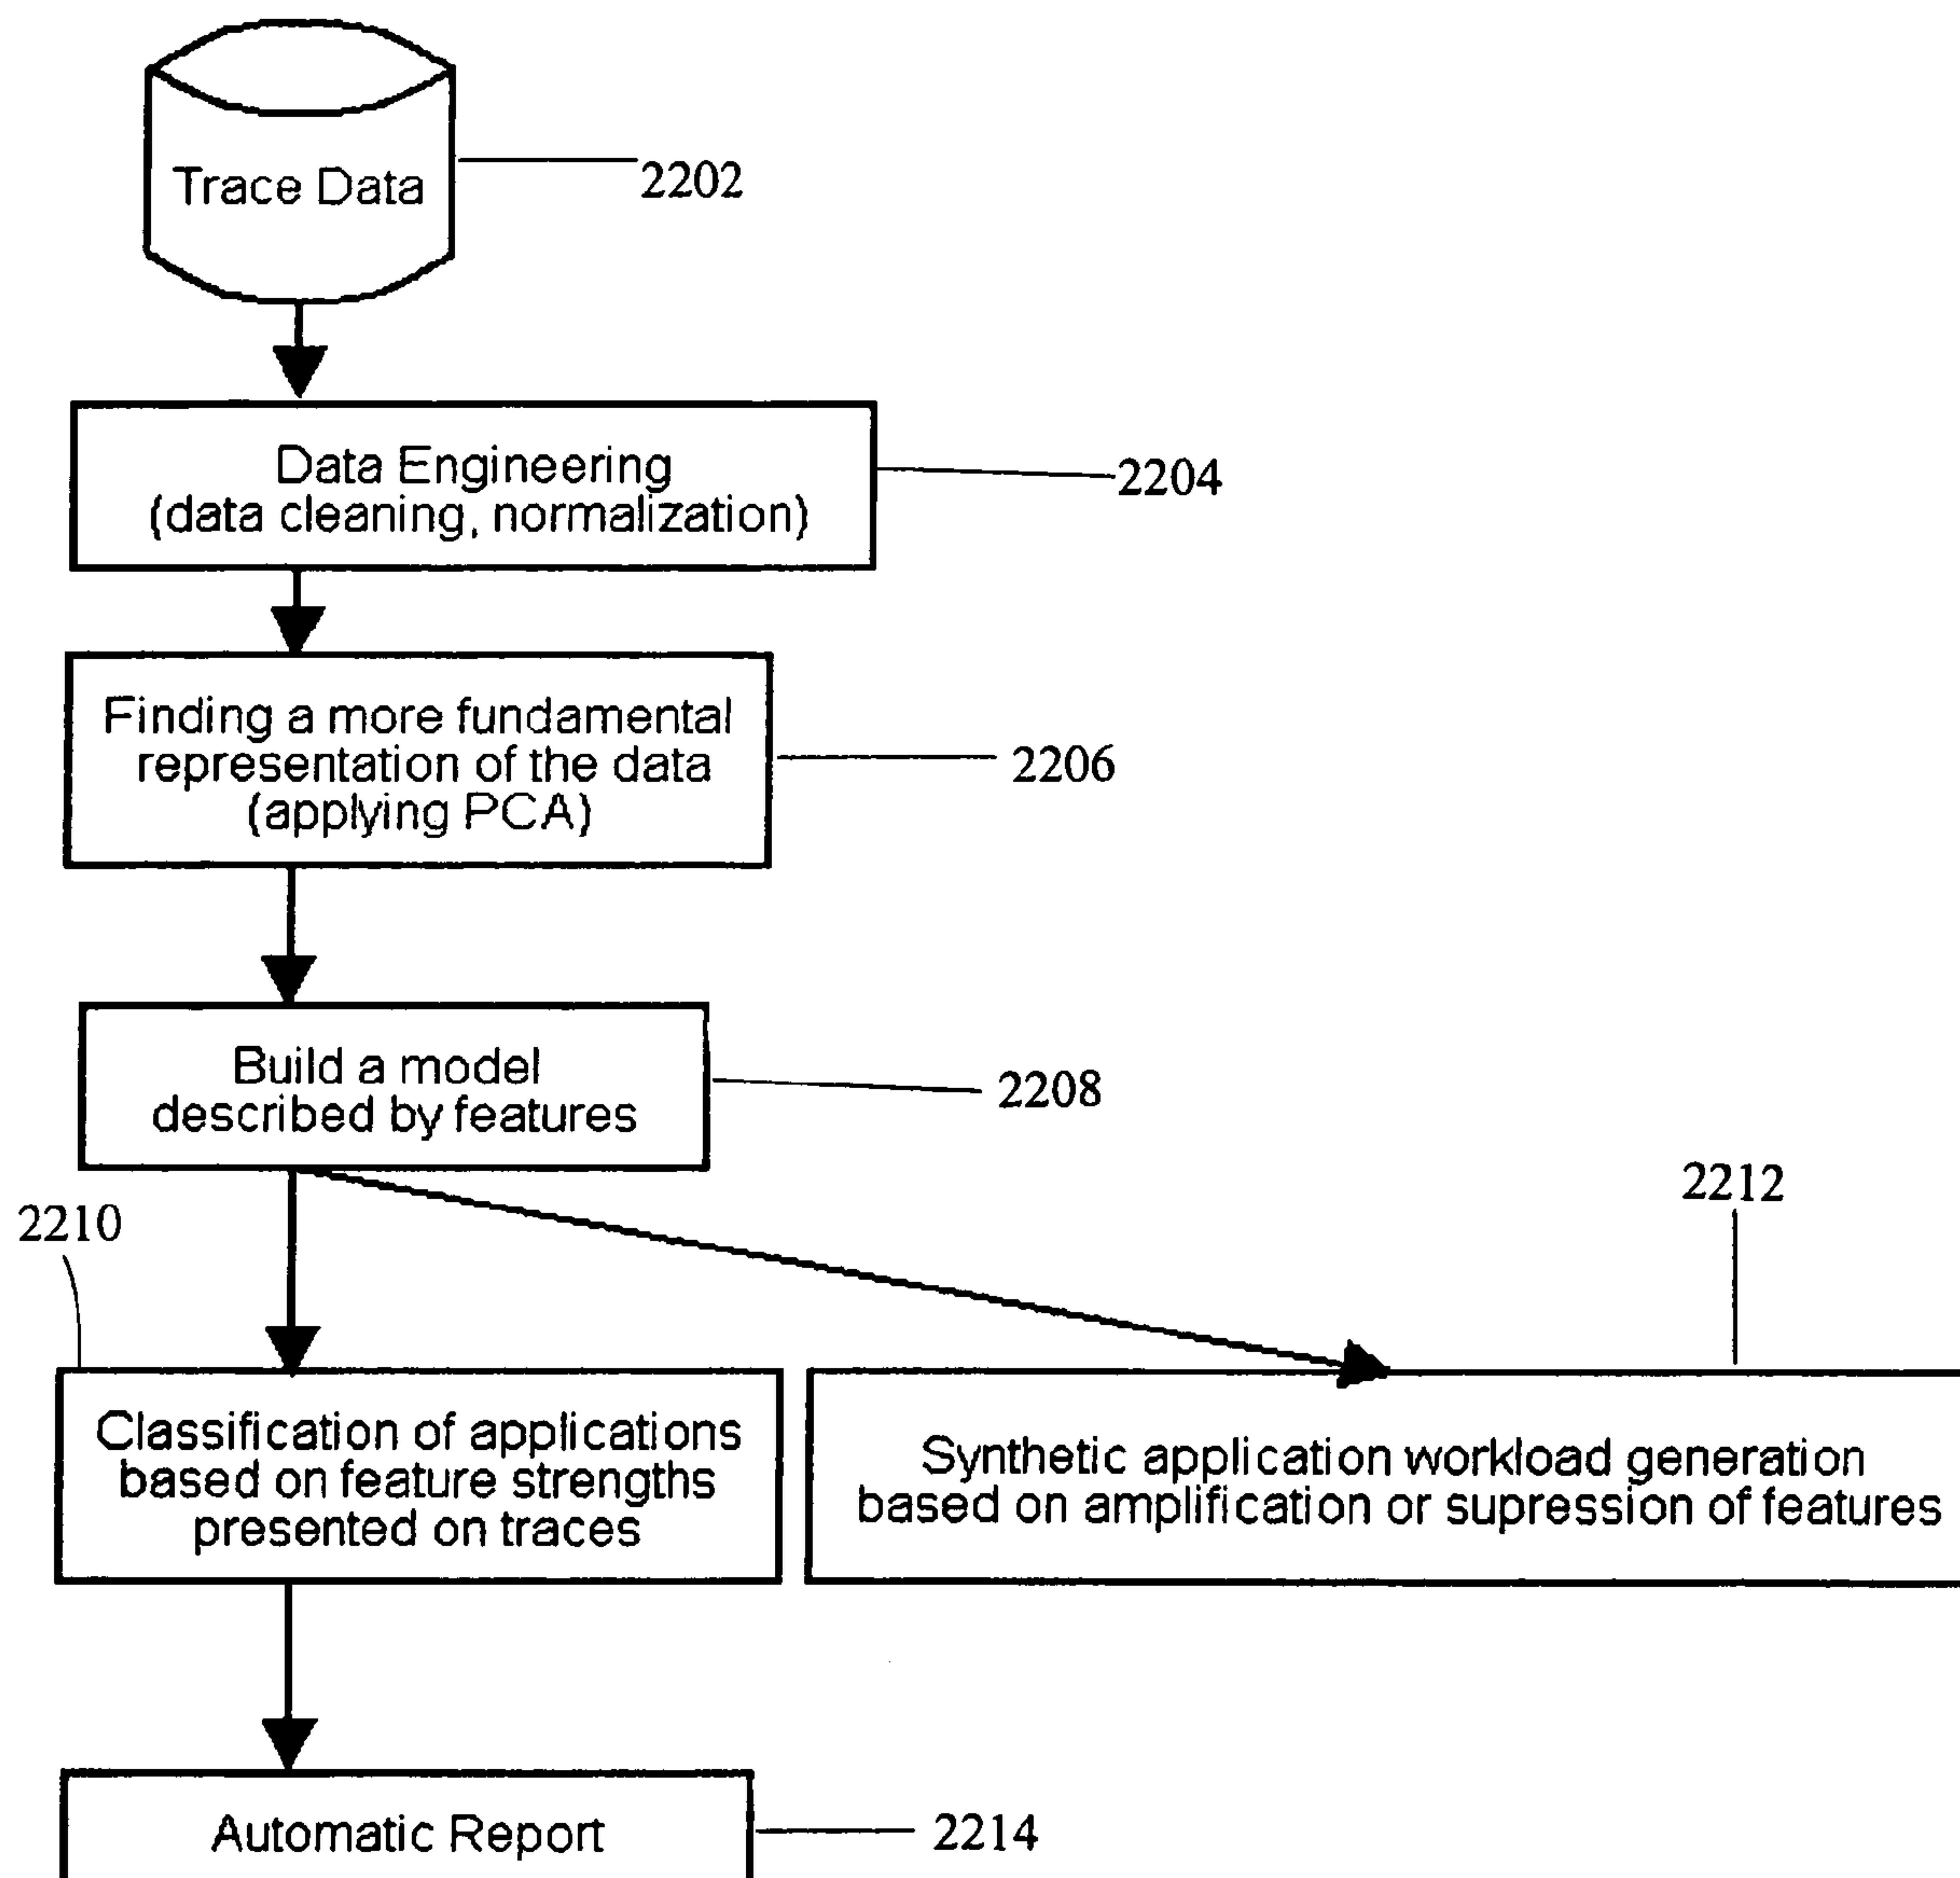 Trace Data
2202
Data Engineering
(data cleaning, normalization)
2204
Finding a more fundamental
representation of the data
(applying PCA)
2206
Build a model
described by features
2208
2210
2212
Classification of applications
based on feature strengths
presented on traces
Synthetic application workload generation
based on amplification or supression of features
Automatic Report
2214